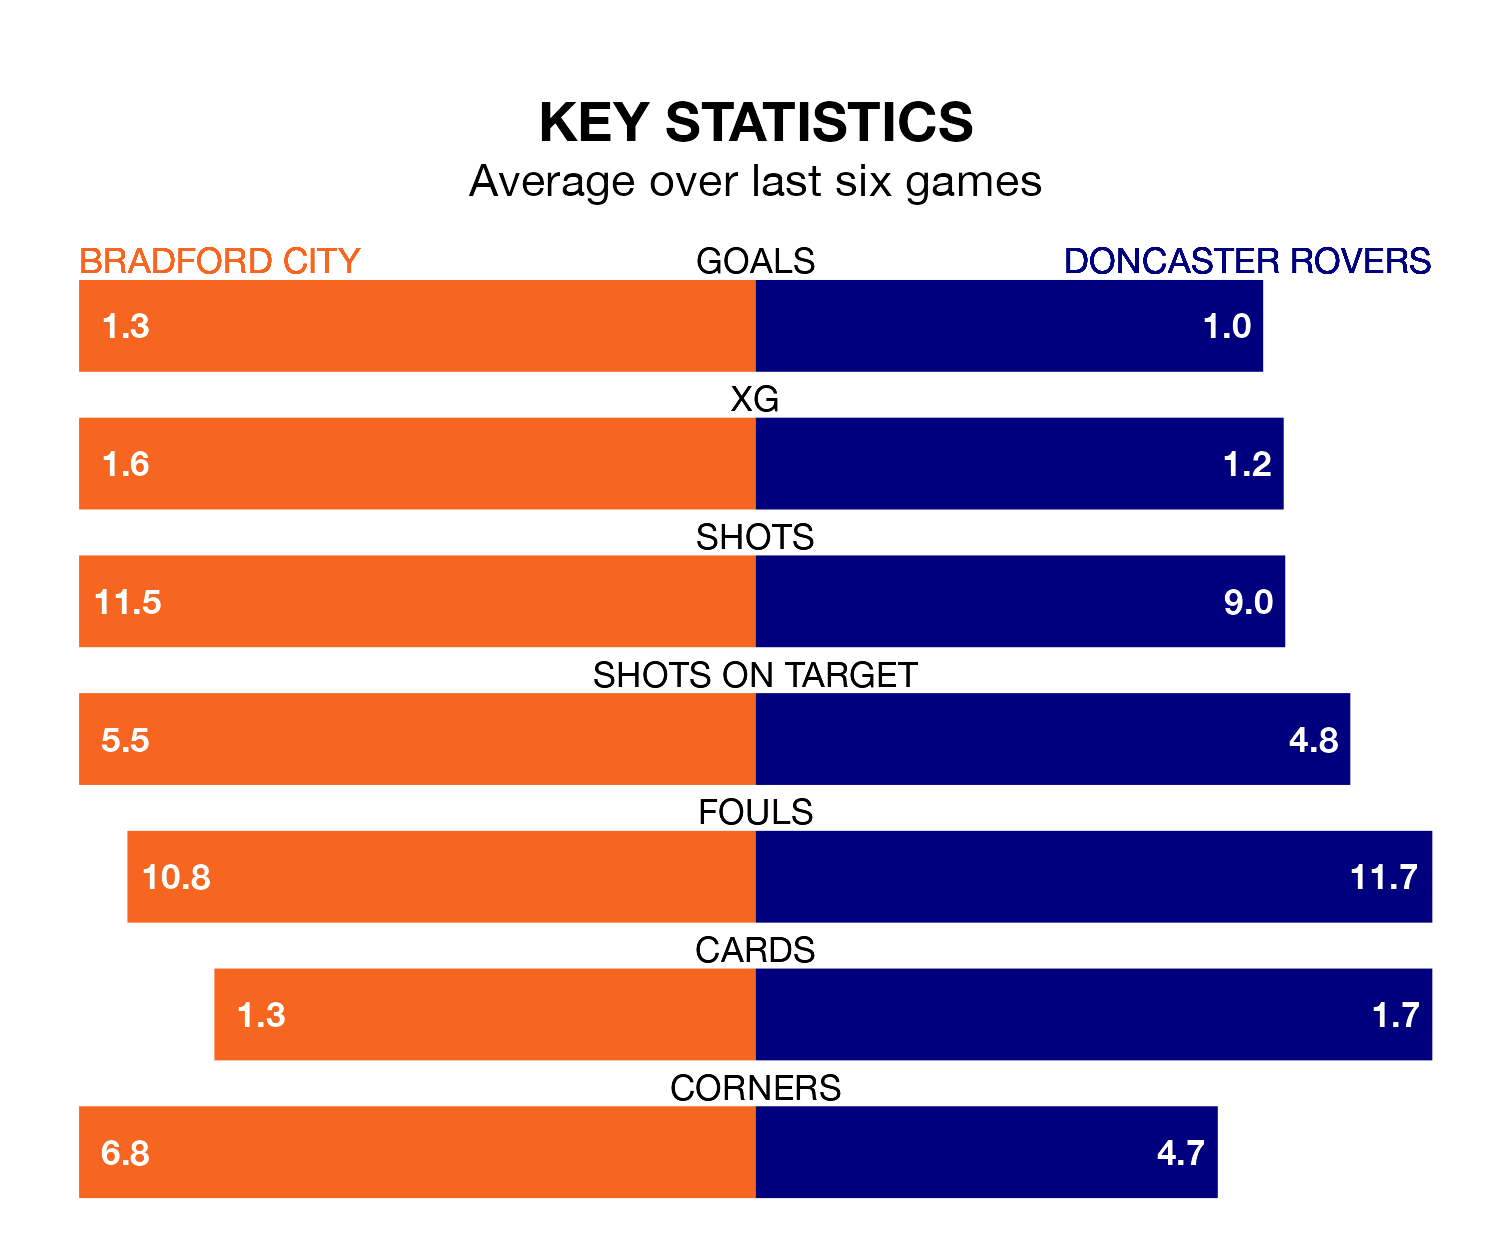 KEY STATISTICS
Average over last six games
BRADFORD CITY GOALS DONCASTER ROVERS
1.3 1.0
XG
1.6 1.2
SHOTS
11.5 9.0
SHOTS ON TARGET
5.5 4.8
FOULS
10.8 11.7
CARDS
1.3 1.7
CORNERS
6.8 4.7